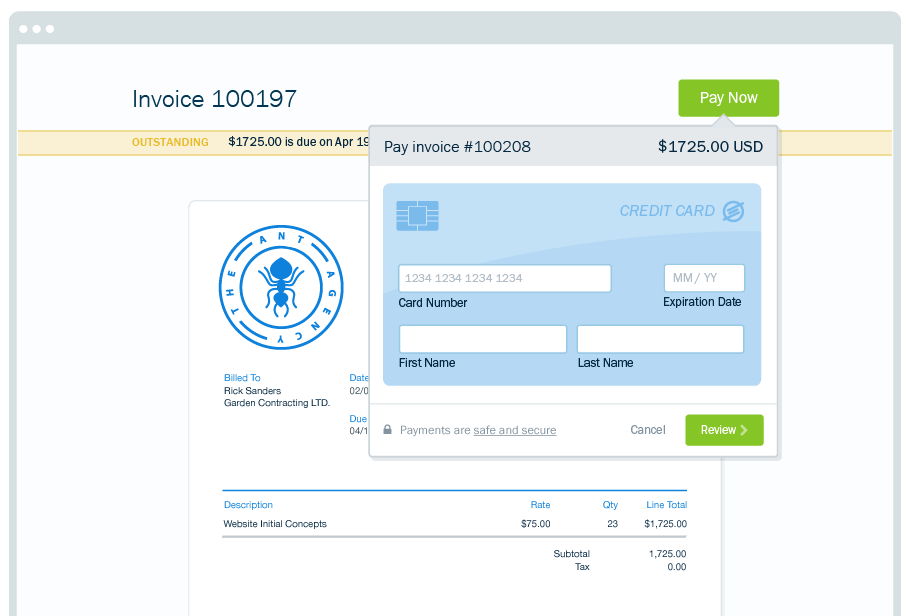 Invoice 100197
Pay Now
OUTSTANDING $1725.00 is due on Apr 19
Pay invoice #100208 $1725.00 USD
CREDIT CARD
1234 1234 1234 1234 MM / YY
Card Number Expiration Date
First Name Last Name
Payments are safe and secure Cancel Review
THE ANT AGENCY
Billed To
Rick Sanders
Garden Contracting LTD.
Date
02/0
Due
04/1
Description Rate Qty Line Total
Website Initial Concepts $75.00 23 $1,725.00
Subtotal 1,725.00
Tax 0.00